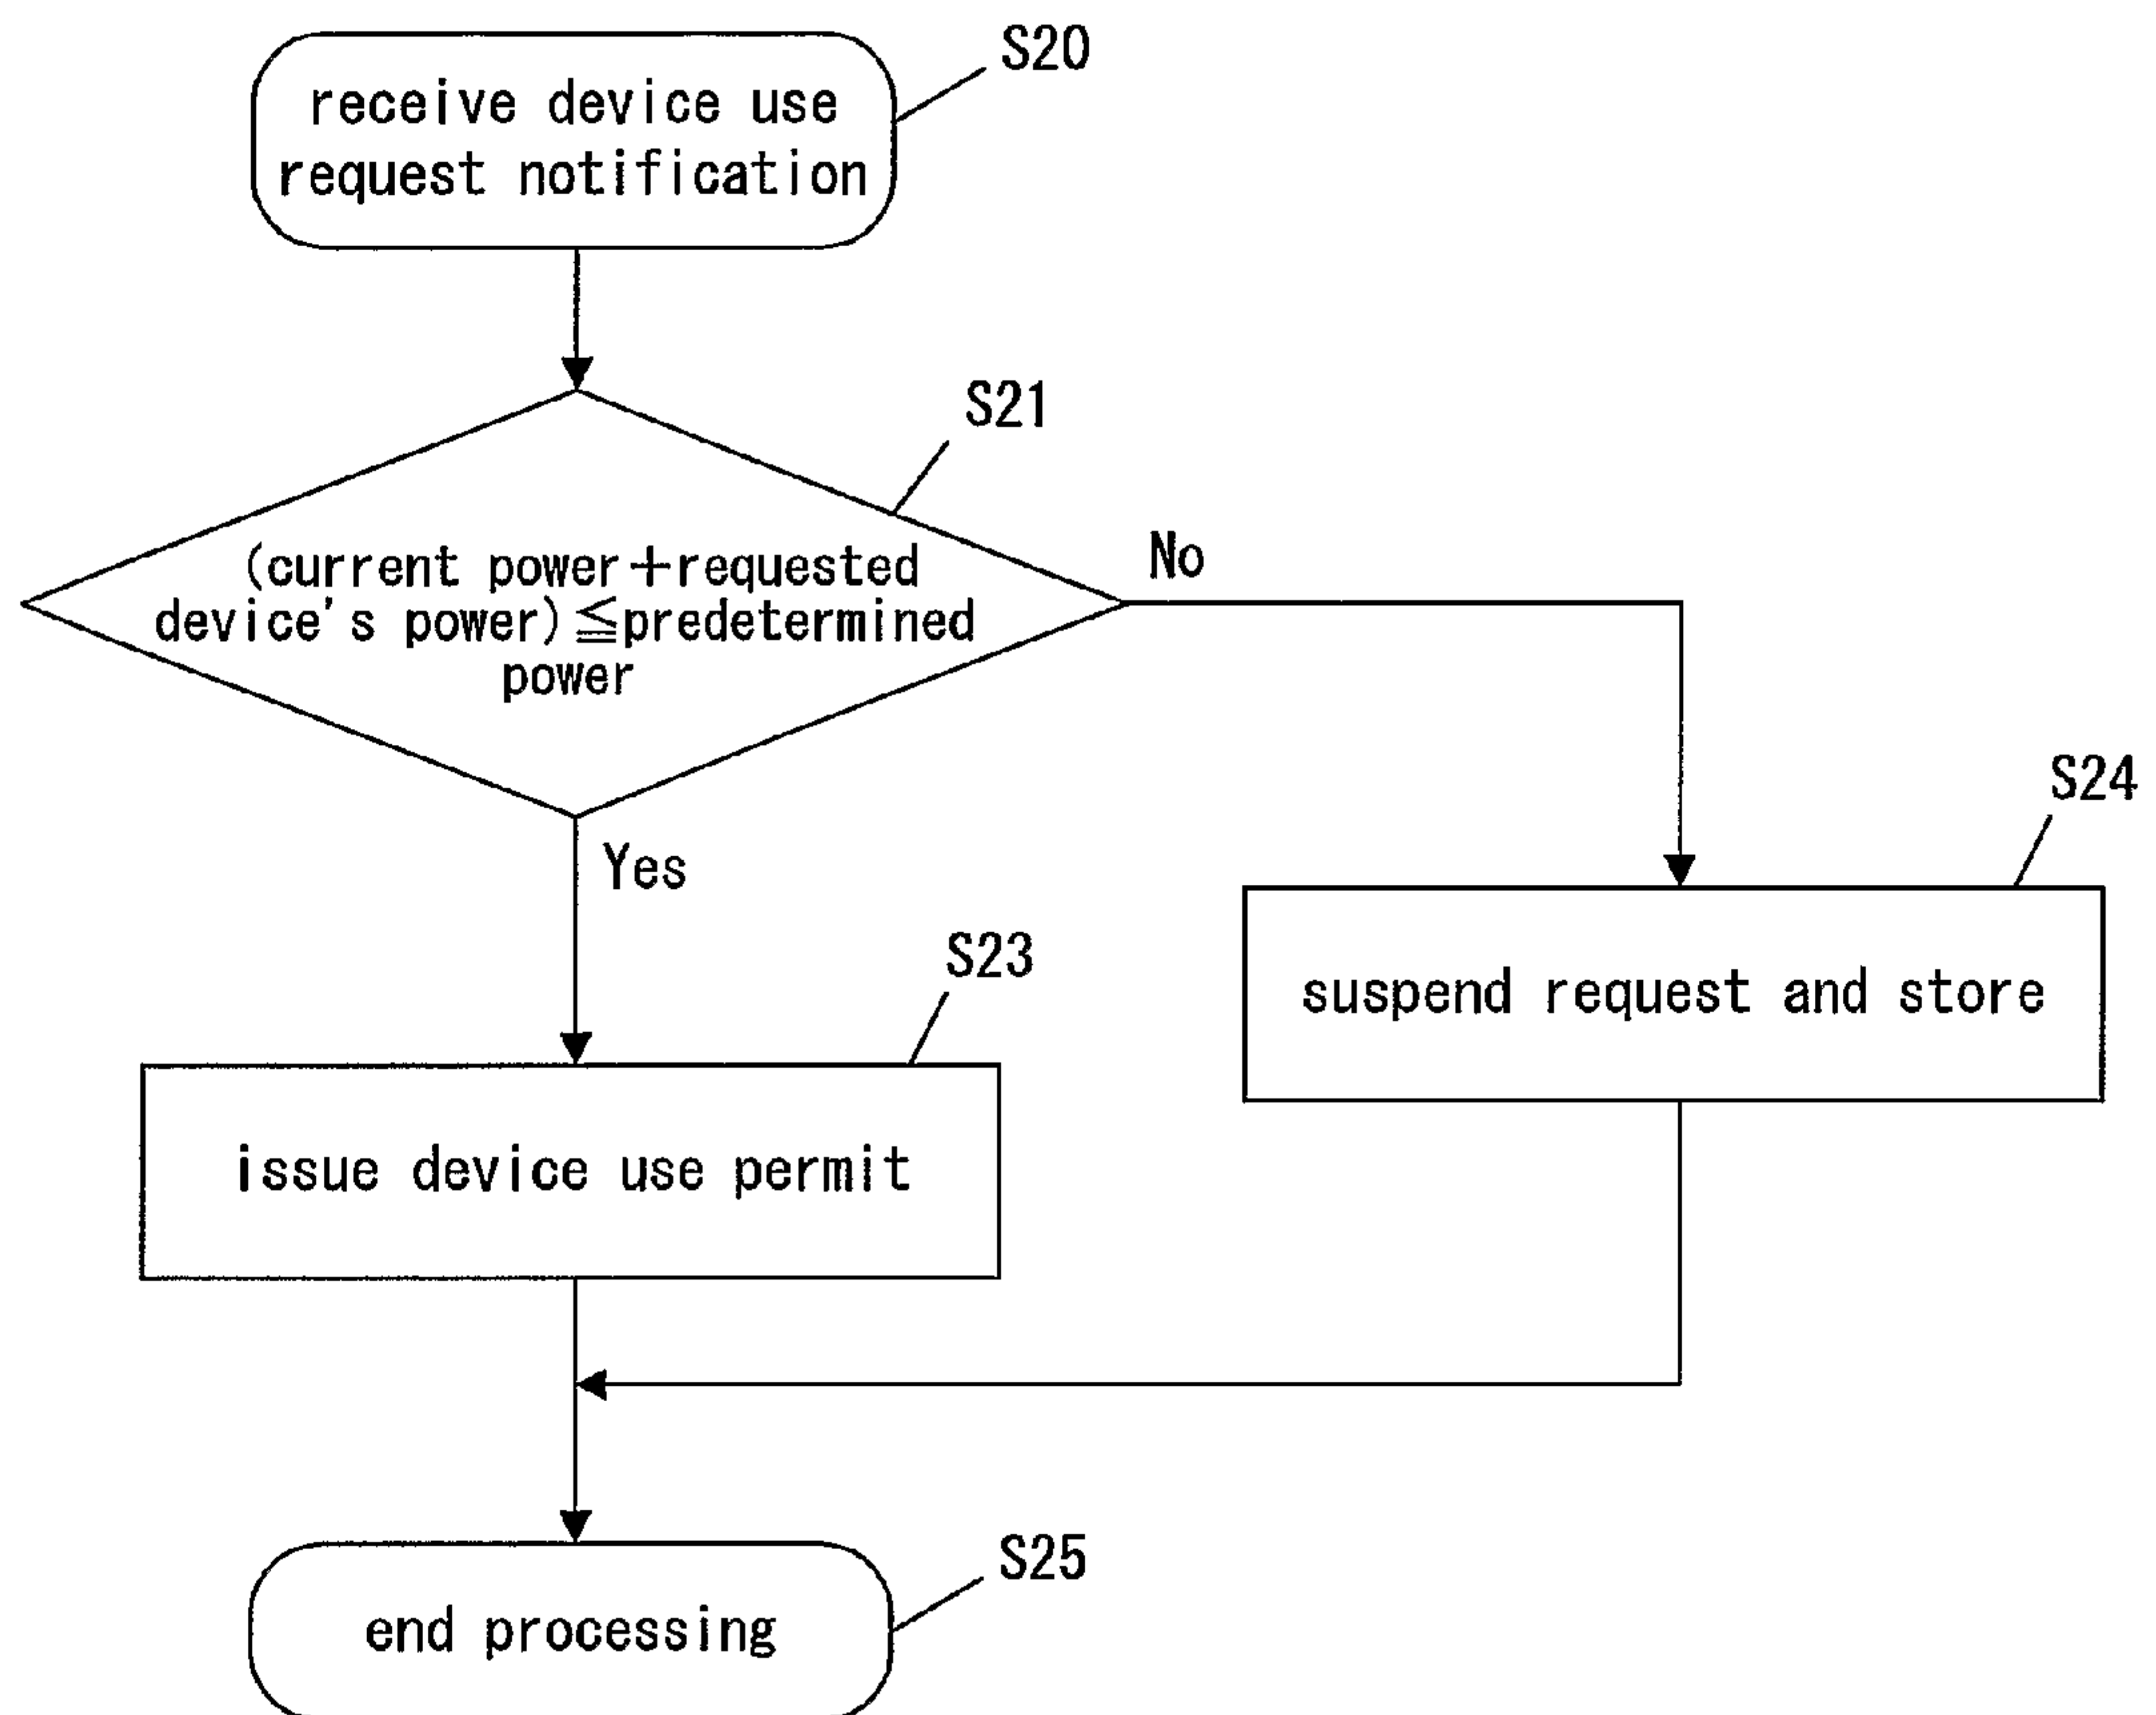 S20
receive device use
request notification
S21
(current power+requested
device's power)≦predetermined
power
No
Yes
S24
suspend request and store
S23
issue device use permit
S25
end processing